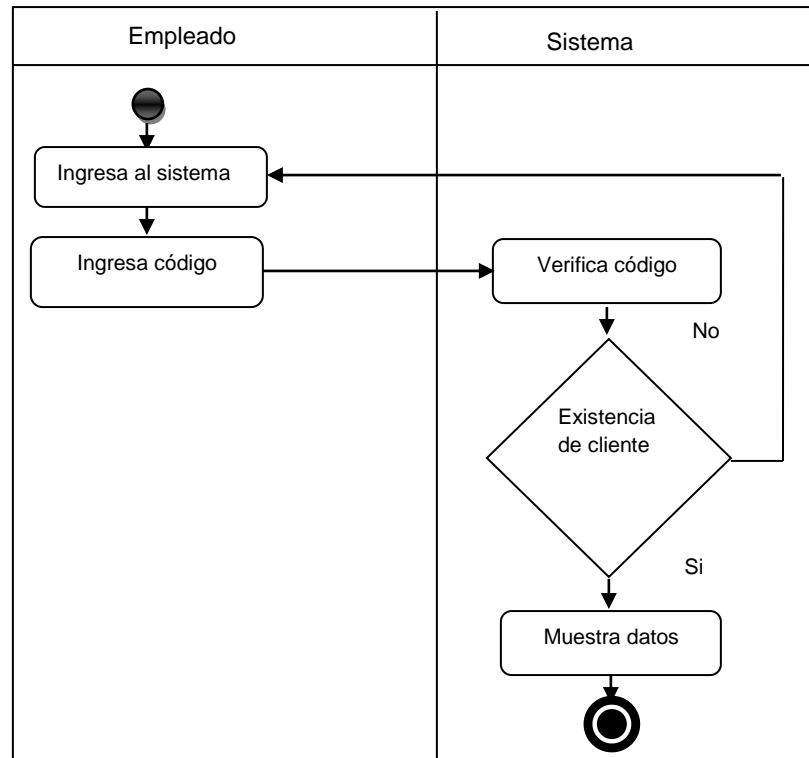 Empleado
Sistema
Ingresa al sistema
Ingresa código
Verifica código
No
Existencia
de cliente
Si
Muestra datos